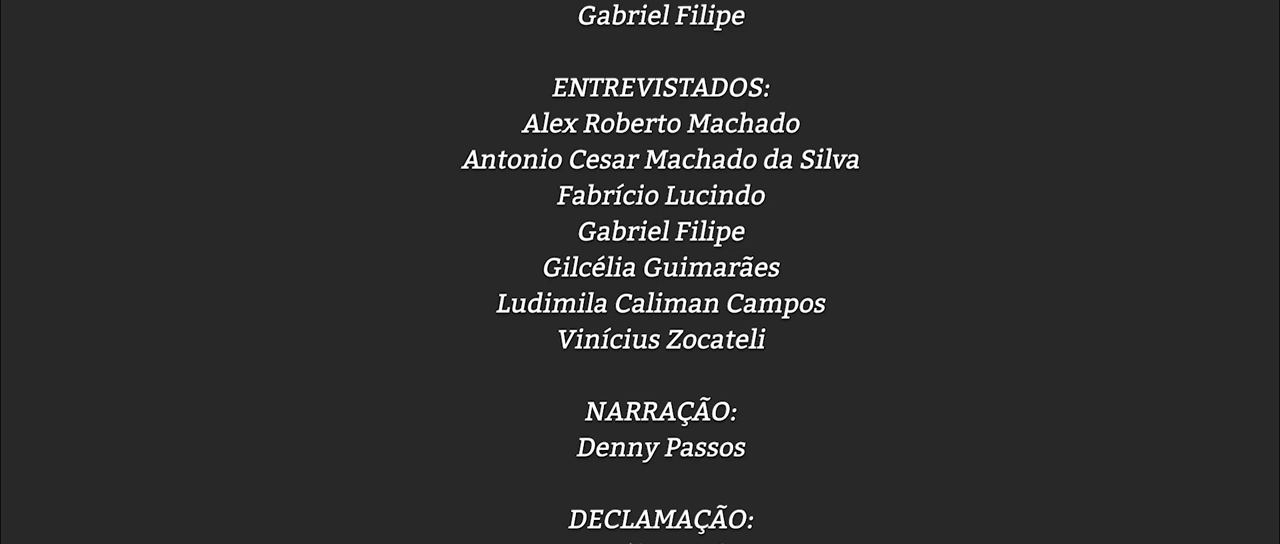 Gabriel Filipe
ENTREVISTADOS:
Alex Roberto Machado
Antonio Cesar Machado da Silva
Fabrício Lucindo
Gabriel Filipe
Gilcélia Guimarães
Ludimila Caliman Campos
Vinícius Zocateli
NARRAÇÃO:
Denny Passos
DECLAMAÇÃO: